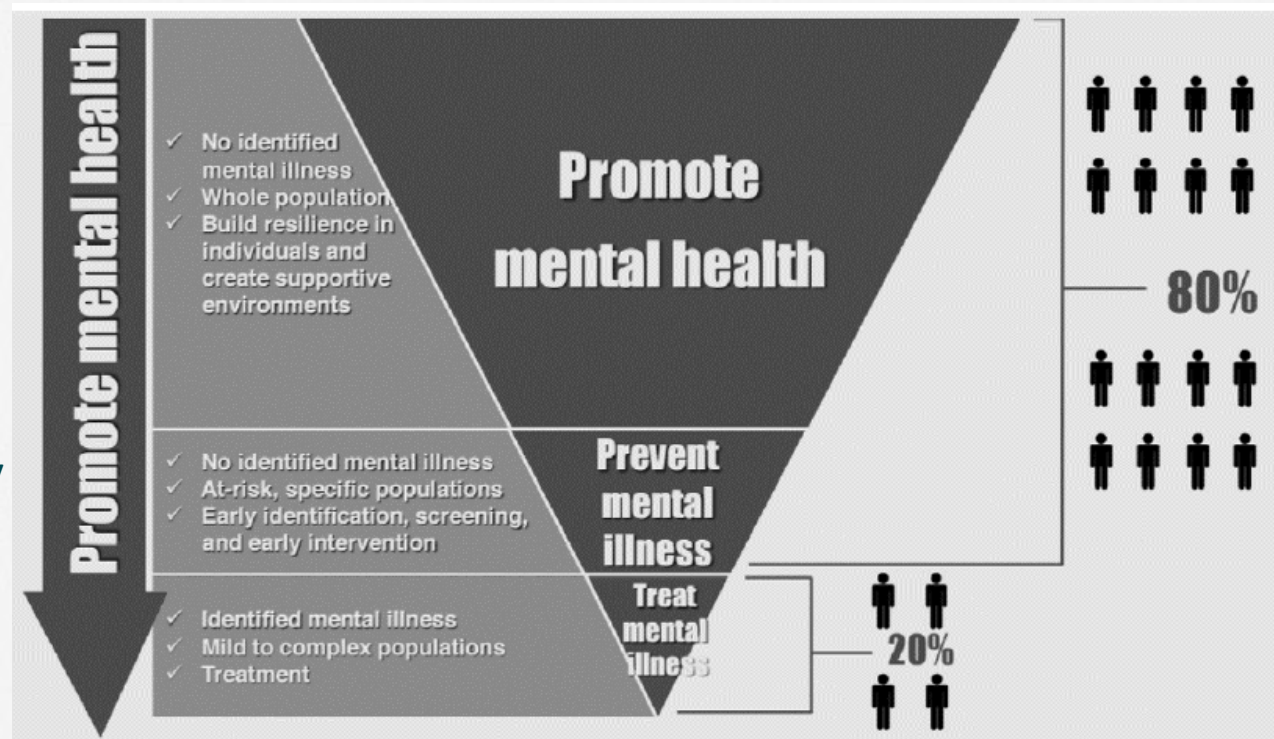 Promote mental health
✓ No identified
mental illness
✓ Whole population
✓ Build resilience in
individuals and
create supportive
environments
Promote
mental health
80%
✓ No identified mental illness
✓ At-risk, specific populations
✓ Early identification, screening,
and early intervention
Prevent
mental
illness
✓ Identified mental illness
✓ Mild to complex populations
✓ Treatment
Treat
mental
illness
20%